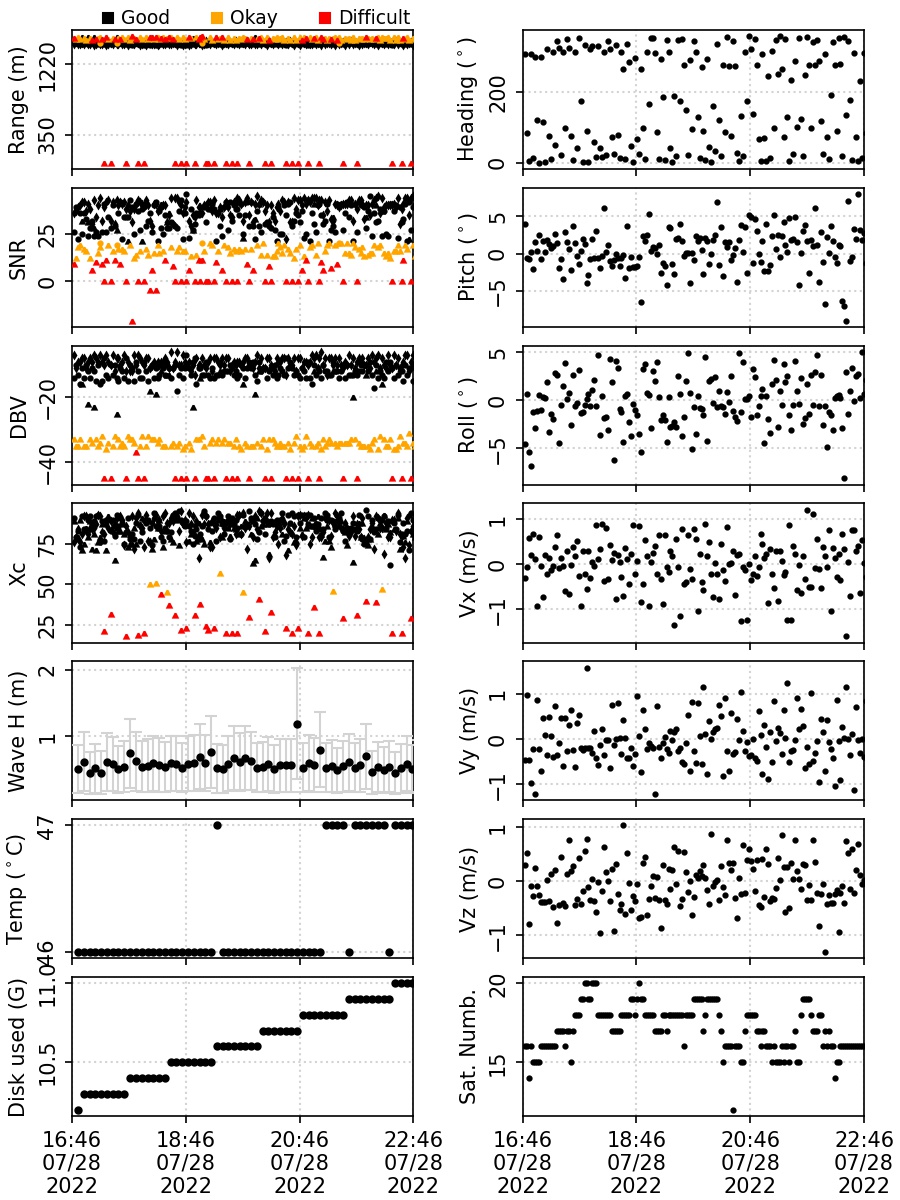 Good Okay Difficult
Range (m)
1220
350
Heading (°)
200
0
SNR
25
0
Pitch (°)
5
0
−5
DBV
−20
−40
Roll (°)
5
0
−5
Xc
75
50
25
Vx (m/s)
1
0
−1
Wave H (m)
2
1
Vy (m/s)
1
0
−1
Temp (°C)
47
46
Vz (m/s)
1
0
−1
Disk used (G)
11.0
10.5
Sat. Numb.
20
15
16:46 18:46 20:46 22:46
07/28 07/28 07/28 07/28
2022 2022 2022 2022
16:46 18:46 20:46 22:46
07/28 07/28 07/28 07/28
2022 2022 2022 2022